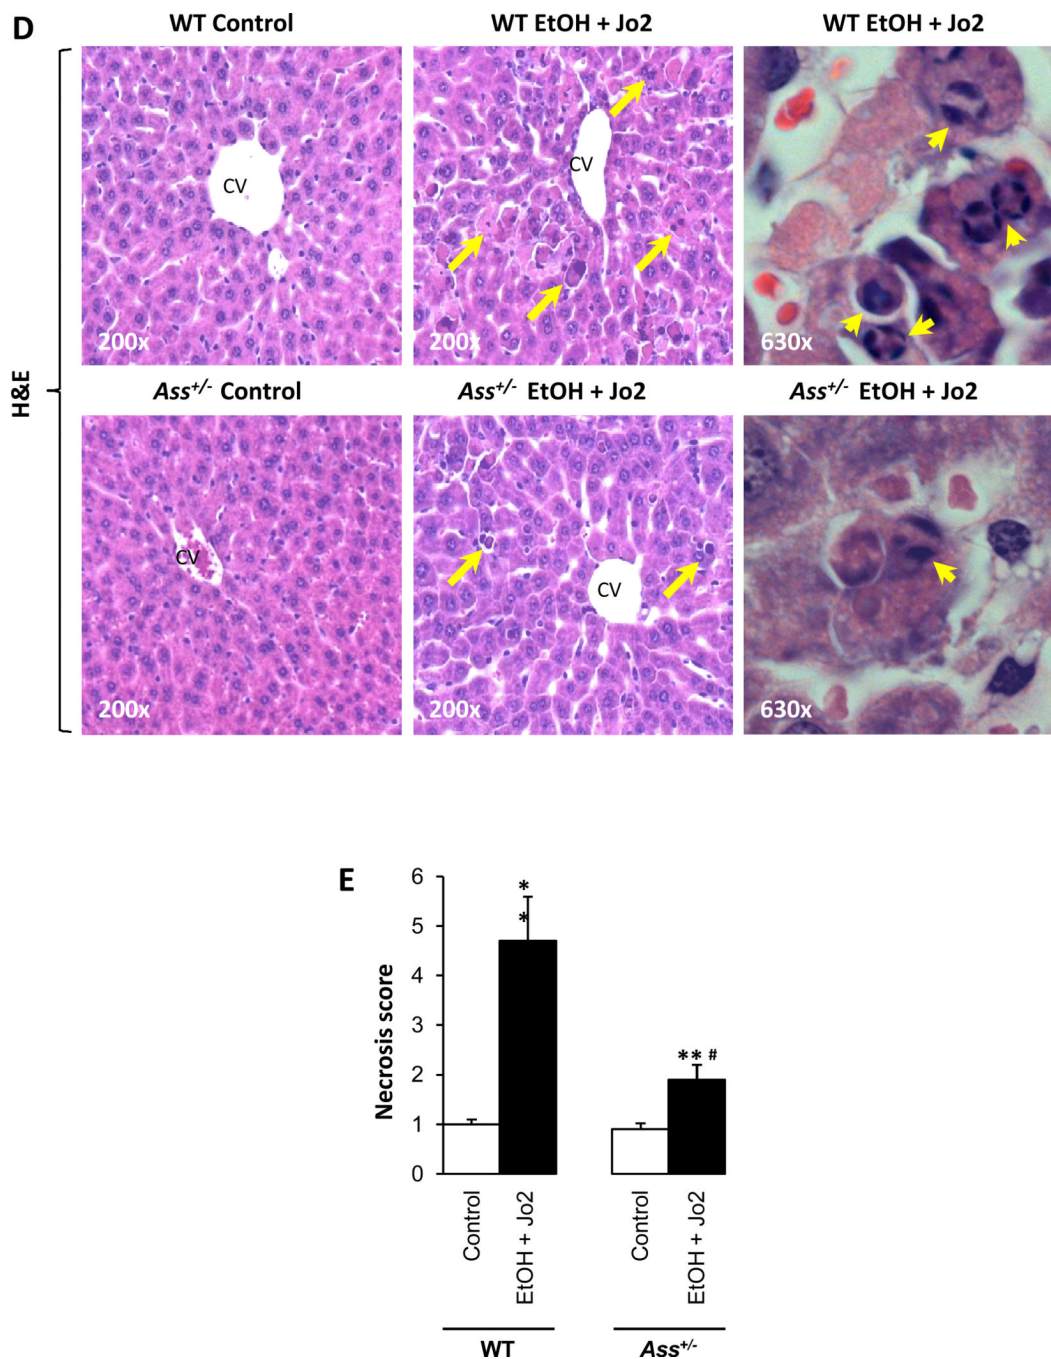 D
WT Control
WT EtOH + Jo2
WT EtOH + Jo2
H&E
CV
200x
CV
200x
630x
Ass+/- Control
Ass+/- EtOH + Jo2
Ass+/- EtOH + Jo2
CV
200x
CV
200x
630x
E
Necrosis score
6
5
4
3
2
1
0
*
*
** #
Control
EtOH + Jo2
Control
EtOH + Jo2
WT
Ass+/-